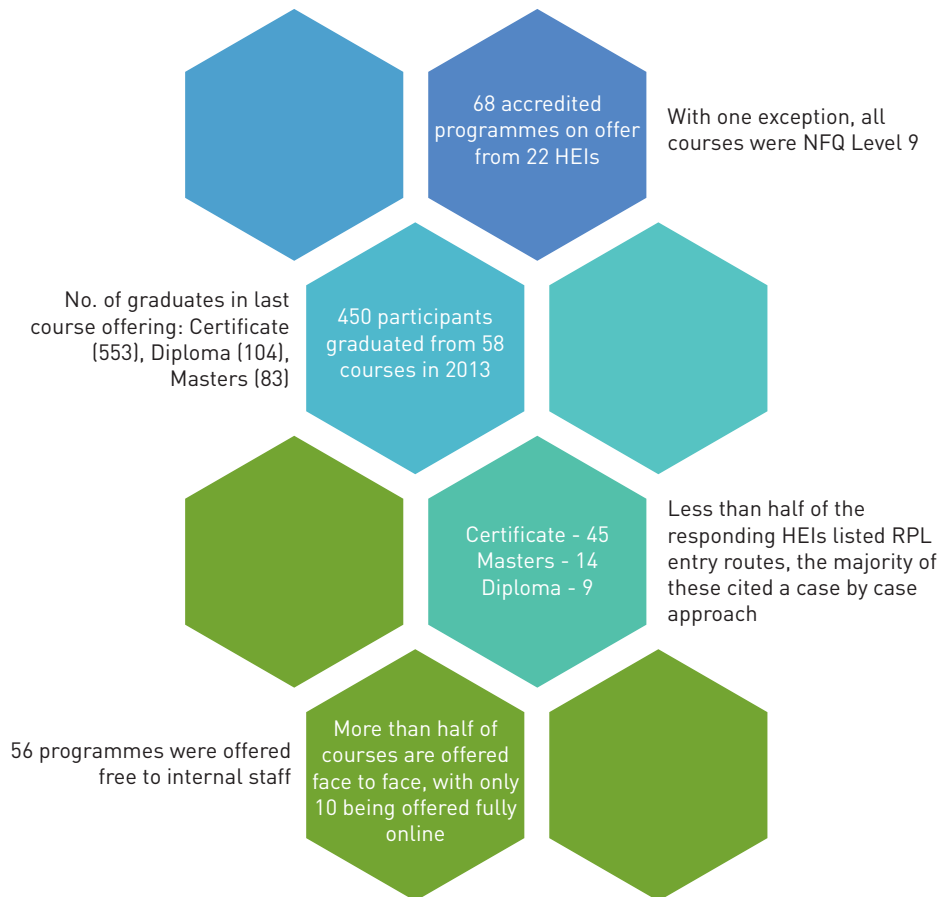 68 accredited
programmes on offer
from 22 HEIs
With one exception, all
courses were NFQ Level 9
No. of graduates in last
course offering: Certificate
(553), Diploma (104),
Masters (83)
450 participants
graduated from 58
courses in 2013
Certificate - 45
Masters - 14
Diploma - 9
Less than half of the
responding HEIs listed RPL
entry routes, the majority of
these cited a case by case
approach
56 programmes were offered
free to internal staff
More than half of
courses are offered
face to face, with only
10 being offered fully
online